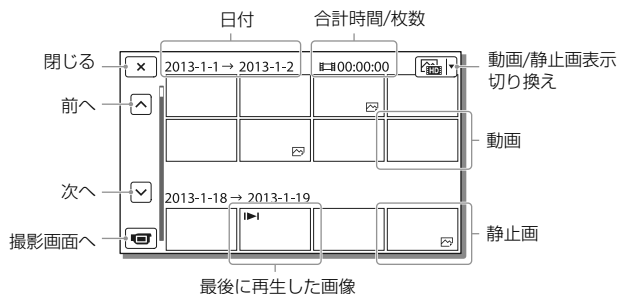 日付
合計時間/枚数
閉じる
2013-1-1 → 2013-1-2
00:00:00
動画/静止画表示
切り換え
前へ
動画
次へ
2013-1-18 → 2013-1-19
撮影画面へ
静止画
最後に再生した画像